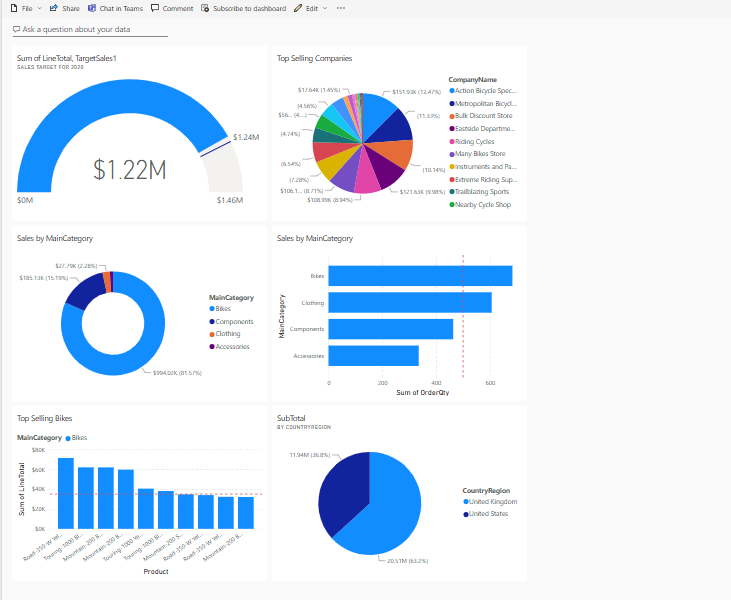 File Share Chat in Teams Comment Subscribe to dashboard Edit ...
Ask a question about your data
Sum of LineTotal, TargetSales1
SALES TARGET FOR 2020
$1.24M
$1.22M
$0M
$1.46M
Top Selling Companies
$17.64K (1.45%)
$151.93K (12.47%)
(4.56%)
(11.33%)
$56... (4...)
(4.74%)
(6.54%)
(10.14%)
(7.28%)
$121.63K (9.98%)
$106.1... (8.71%)
$108.99K (8.94%)
CompanyName
Action Bicycle Spec...
Metropolitan Bicycl...
Bulk Discount Store
Eastside Departme...
Riding Cycles
Many Bikes Store
Instruments and Pa...
Extreme Riding Sup...
Trailblazing Sports
Nearby Cycle Shop
Sales by MainCategory
$27.79K (2.28%)
$185.13K (15.19%)
$994.02K (81.57%)
MainCategory
Bikes
Components
Clothing
Accessories
Sales by MainCategory
MainCategory
Bikes
Clothing
Components
Accessories
0 200 400 600
Sum of OrderQty
Top Selling Bikes
MainCategory Bikes
Sum of LineTotal
$80K
$60K
$40K
$20K
$0K
Road-350-W Yel...
Touring-1000 Bl...
Mountain-200 B...
Mountain-200 B...
Touring-1000 Ye...
Touring-1000 Bl...
Mountain-200 S...
Road-350-W Yel...
Road-350-W Yel...
Mountain-200 B...
Product
SubTotal
BY COUNTRYREGION
11.94M (36.8%)
20.51M (63.2%)
CountryRegion
United Kingdom
United States